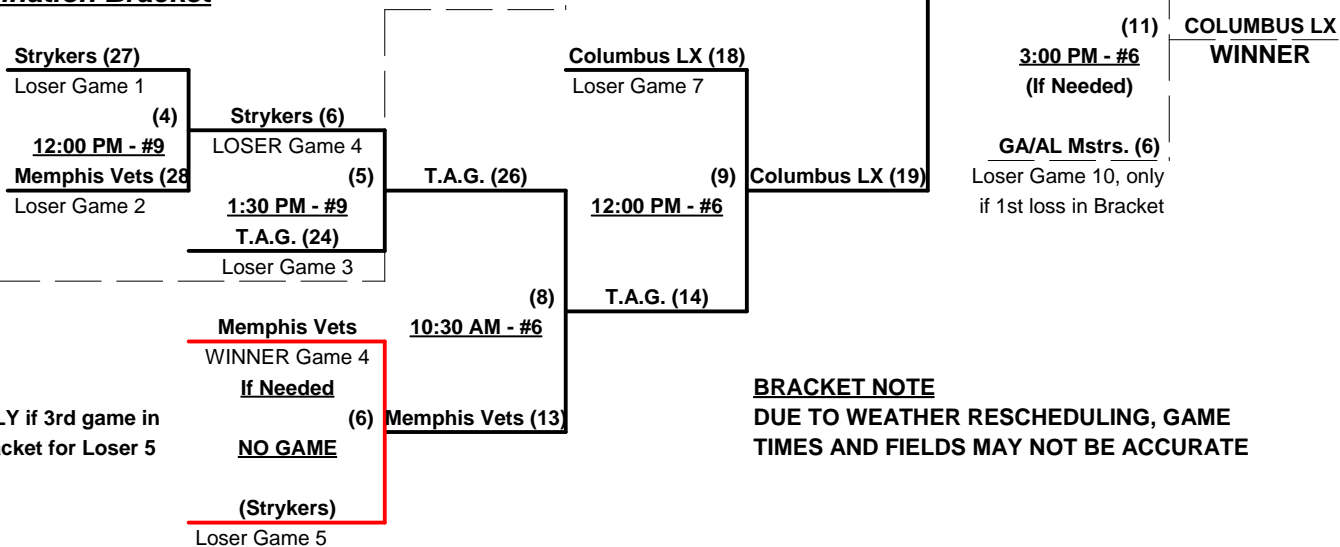 Strykers (27)
Loser Game 1
(4)
12:00 PM - #9
Memphis Vets (28
Loser Game 2
Strykers (6)
LOSER Game 4
(5)
1:30 PM - #9
T.A.G. (24)
Loser Game 3
T.A.G. (26)
(8)
10:30 AM - #6
Memphis Vets
WINNER Game 4
If Needed
(6)
NO GAME
(Strykers)
Loser Game 5
LY if 3rd game in
cket for Loser 5
Memphis Vets (13)
Columbus LX (18)
Loser Game 7
(9)
12:00 PM - #6
T.A.G. (14)
Columbus LX (19)
(11)
3:00 PM - #6
(If Needed)
GA/AL Mstrs. (6)
Loser Game 10, only
if 1st loss in Bracket
COLUMBUS LX
WINNER
BRACKET NOTE
DUE TO WEATHER RESCHEDULING, GAME
TIMES AND FIELDS MAY NOT BE ACCURATE